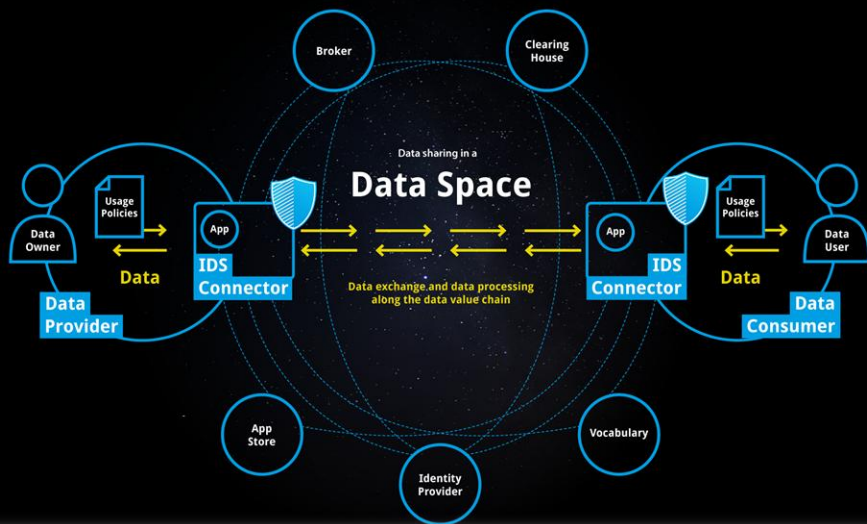 Broker
Clearing
House
Data sharing in a
Data Space
Data
Owner
Usage
Policies
Data
App
IDS
Connector
Data
Provider
Data exchange and data processing
along the data value chain
App
IDS
Connector
Usage
Policies
Data
Data
User
Data
Consumer
App
Store
Identity
Provider
Vocabulary